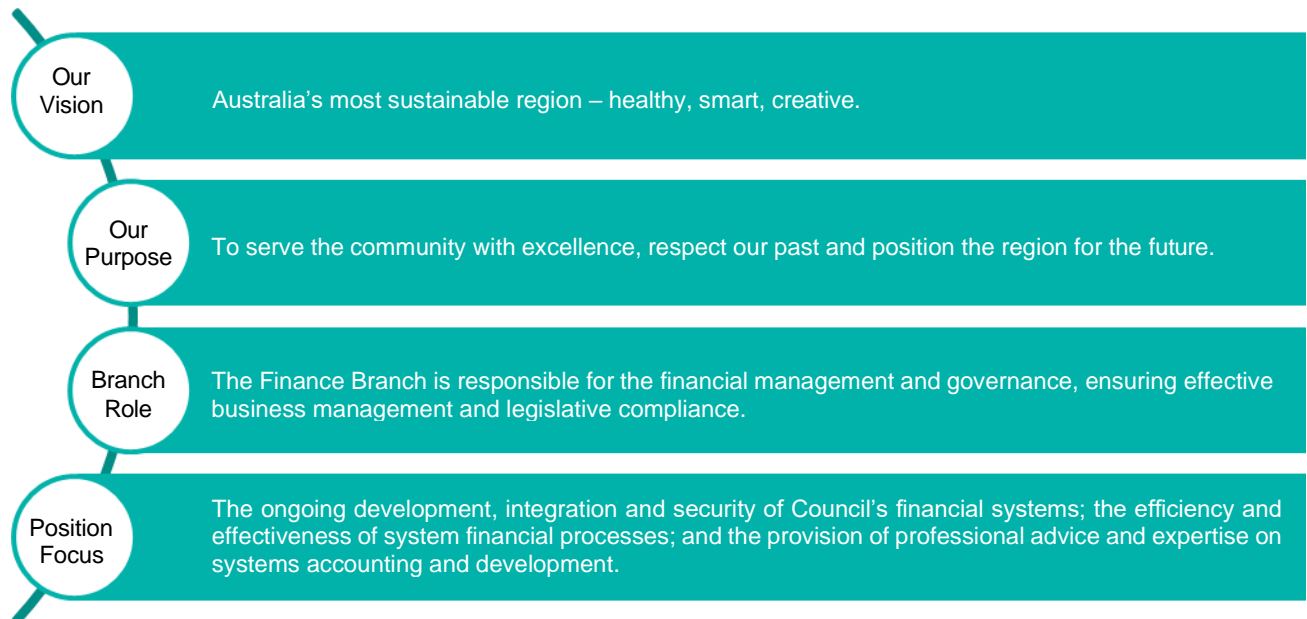 Our
Vision
Australia’s most sustainable region – healthy, smart, creative.
Our
Purpose
To serve the community with excellence, respect our past and position the region for the future.
Branch
Role
The Finance Branch is responsible for the financial management and governance, ensuring effective
business management and legislative compliance.
Position
Focus
The ongoing development, integration and security of Council’s financial systems; the efficiency and
effectiveness of system financial processes; and the provision of professional advice and expertise on
systems accounting and development.